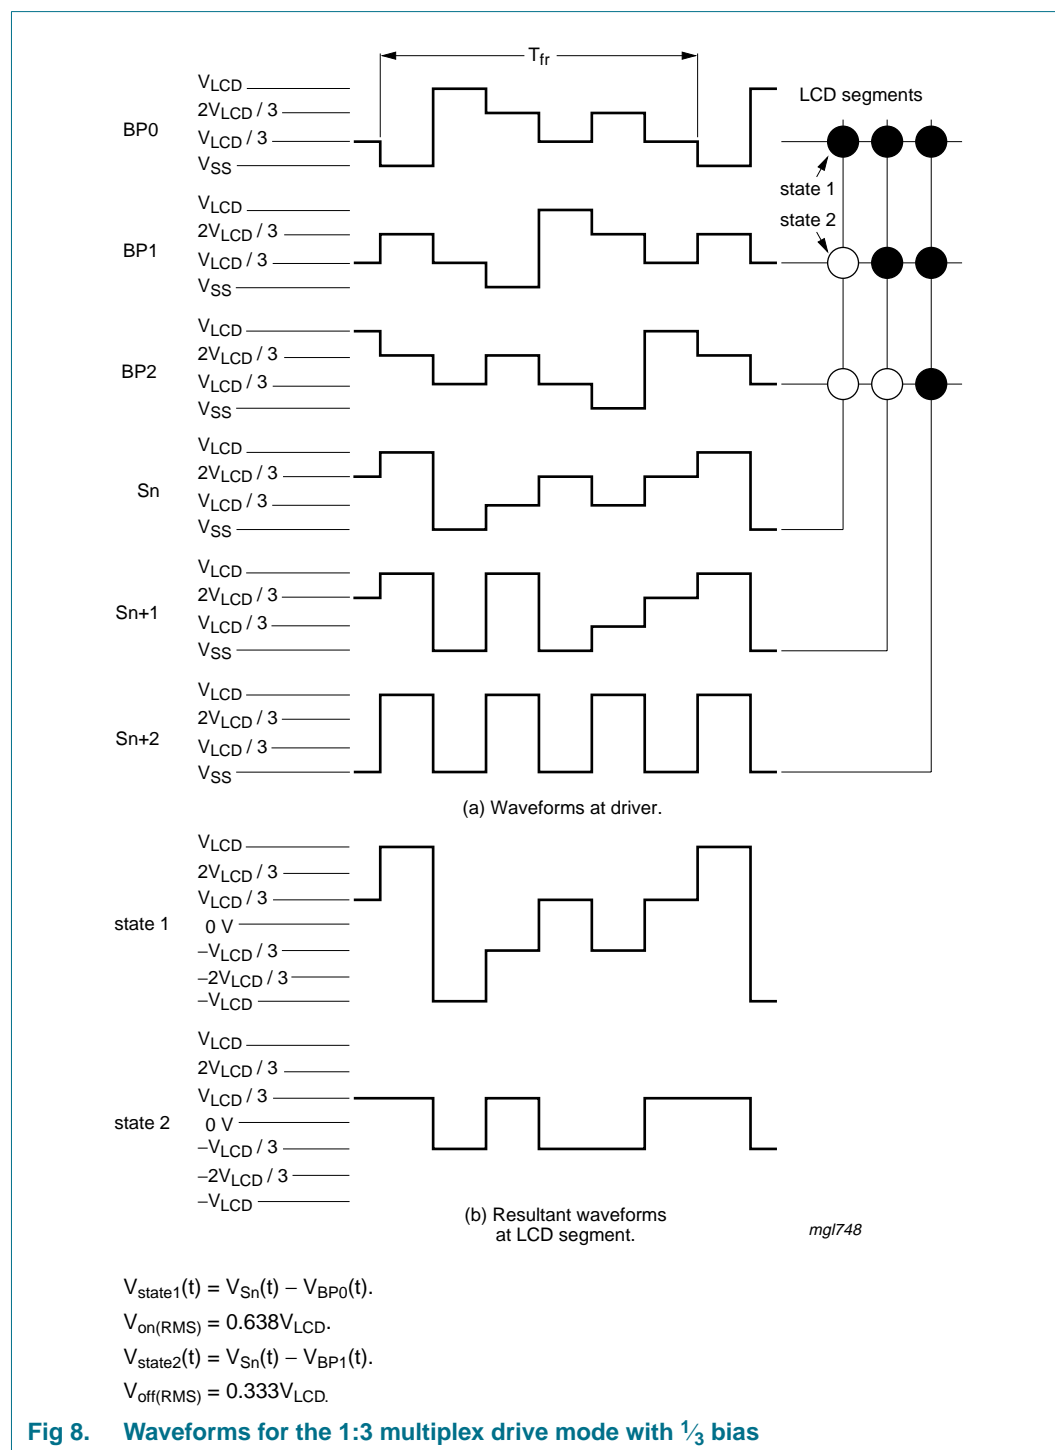 Tfr
VLCD
2VLCD / 3
BP0
VLCD / 3
VSS
LCD segments
state 1
VLCD
state 2
2VLCD / 3
BP1
VLCD / 3
VSS
VLCD
2VLCD / 3
BP2
VLCD / 3
VSS
VLCD
2VLCD / 3
Sn
VLCD / 3
VSS
VLCD
2VLCD / 3
Sn+1
VLCD / 3
VSS
VLCD
2VLCD / 3
Sn+2
VLCD / 3
VSS
(a) Waveforms at driver.
VLCD
2VLCD / 3
VLCD / 3
state 1
0 V
−VLCD / 3
−2VLCD / 3
−VLCD
VLCD
2VLCD / 3
VLCD / 3
state 2
0 V
−VLCD / 3
−2VLCD / 3
−VLCD
(b) Resultant waveforms
at LCD segment.
mgl748
Vstate1(t) = VSn(t) − VBP0(t).
Von(RMS) = 0.638VLCD.
Vstate2(t) = VSn(t) − VBP1(t).
Voff(RMS) = 0.333VLCD.
Fig 8. Waveforms for the 1:3 multiplex drive mode with 1⁄3 bias